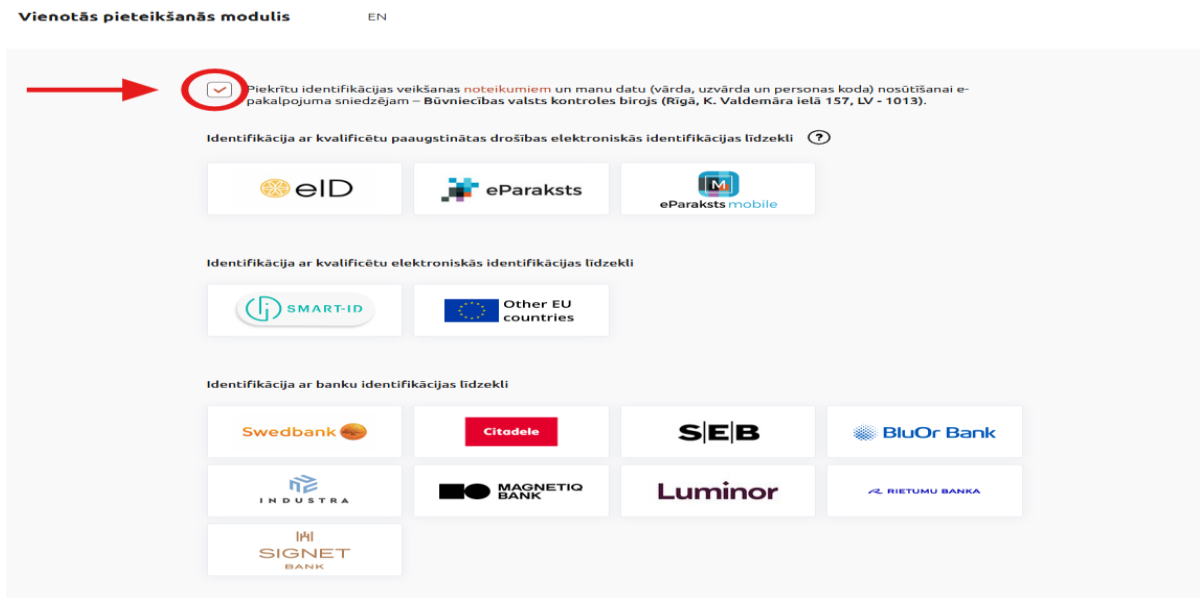 Vienotās pieteikšanās modulis EN
Piekrītu identifikācijas veikšanas noteikumiem un manu datu (vārda, uzvārda un personas koda) nosūtīšanai e-
pakalpojuma sniedzējam – Būvniecības valsts kontroles birojs (Rīgā, K. Valdemāra ielā 157, LV - 1013).
Identifikācija ar kvalificētu paaugstinātas drošības elektroniskās identifikācijas līdzekli ?
eID
eParaksts
M
eParaksts mobile
Identifikācija ar kvalificētu elektroniskās identifikācijas līdzekli
SMART-ID
Other EU
countries
Identifikācija ar banku identifikācijas līdzekli
Swedbank
Citadele
S|E|B
BluOr Bank
INDUSTRA
MAGNETIQ
BANK
Luminor
RIETUMU BANKA
SIGNET
BANK